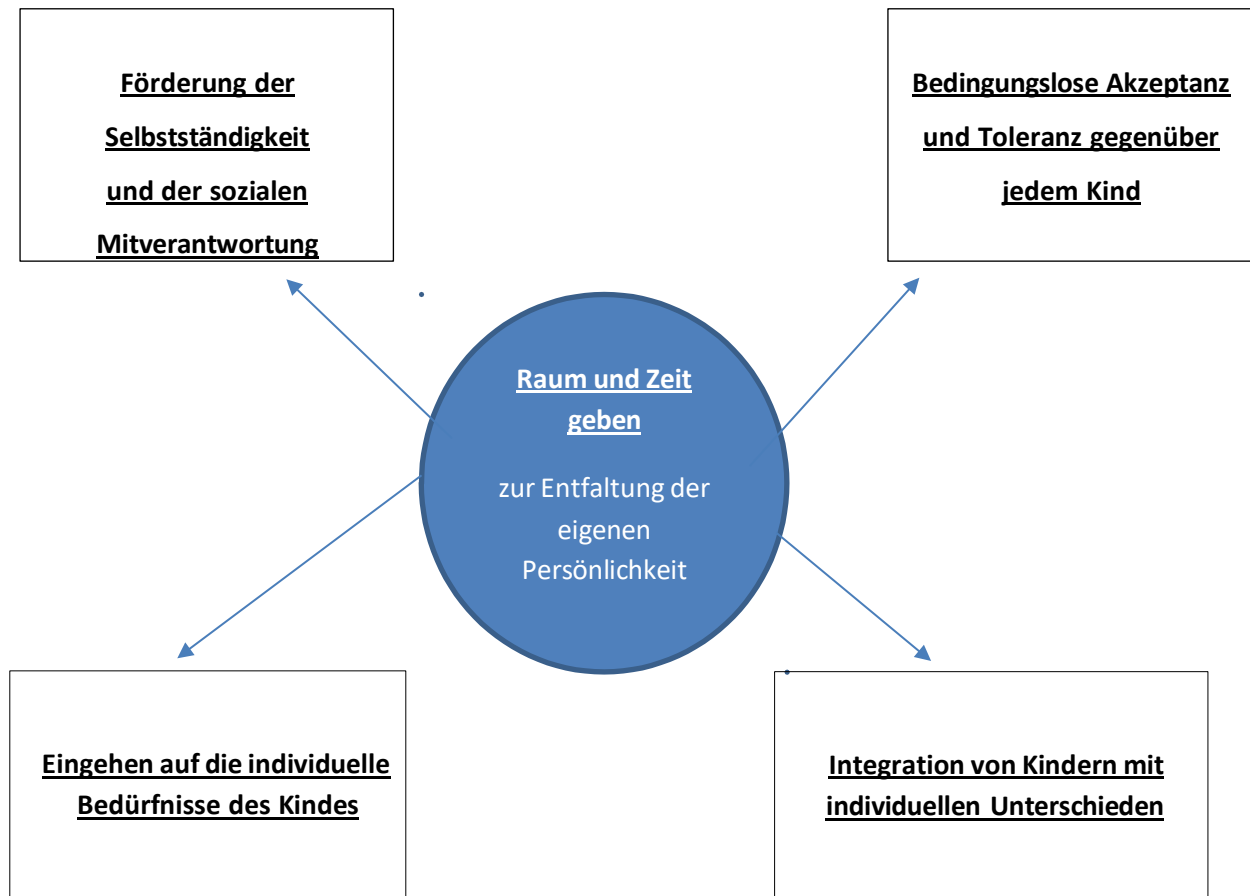 Förderung der
Selbstständigkeit
und der sozialen
Mitverantwortung
Bedingungslose Akzeptanz
und Toleranz gegenüber
jedem Kind
Raum und Zeit
geben
zur Entfaltung der
eigenen
Persönlichkeit
Eingehen auf die individuelle
Bedürfnisse des Kindes
Integration von Kindern mit
individuellen Unterschieden